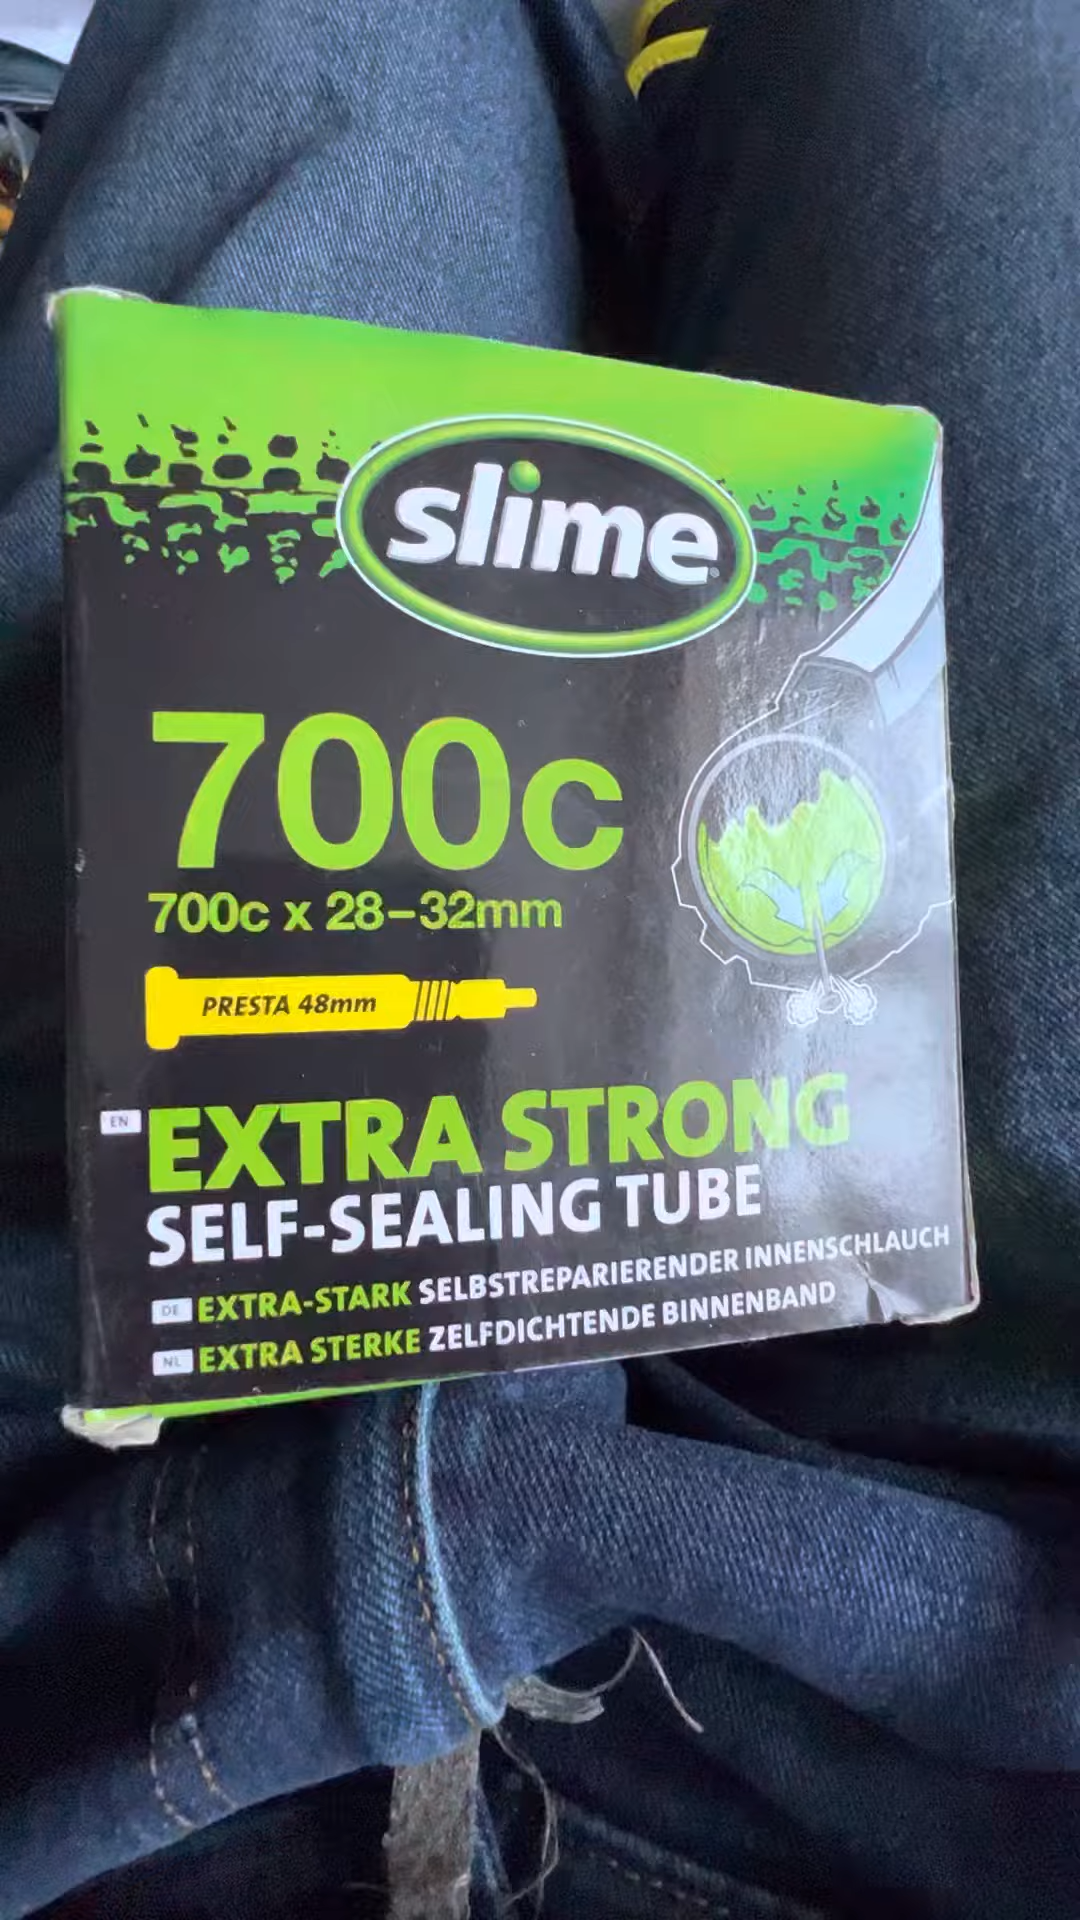 slime
700c
700c x 28-32mm
PRESTA 48mm
EN EXTRA STRONG
SELF-SEALING TUBE
DE EXTRA-STARK SELBSTREPARIERENDER INNENSCHLAUCH
NL EXTRA STERKE ZELFDICHTENDE BINNENBAND